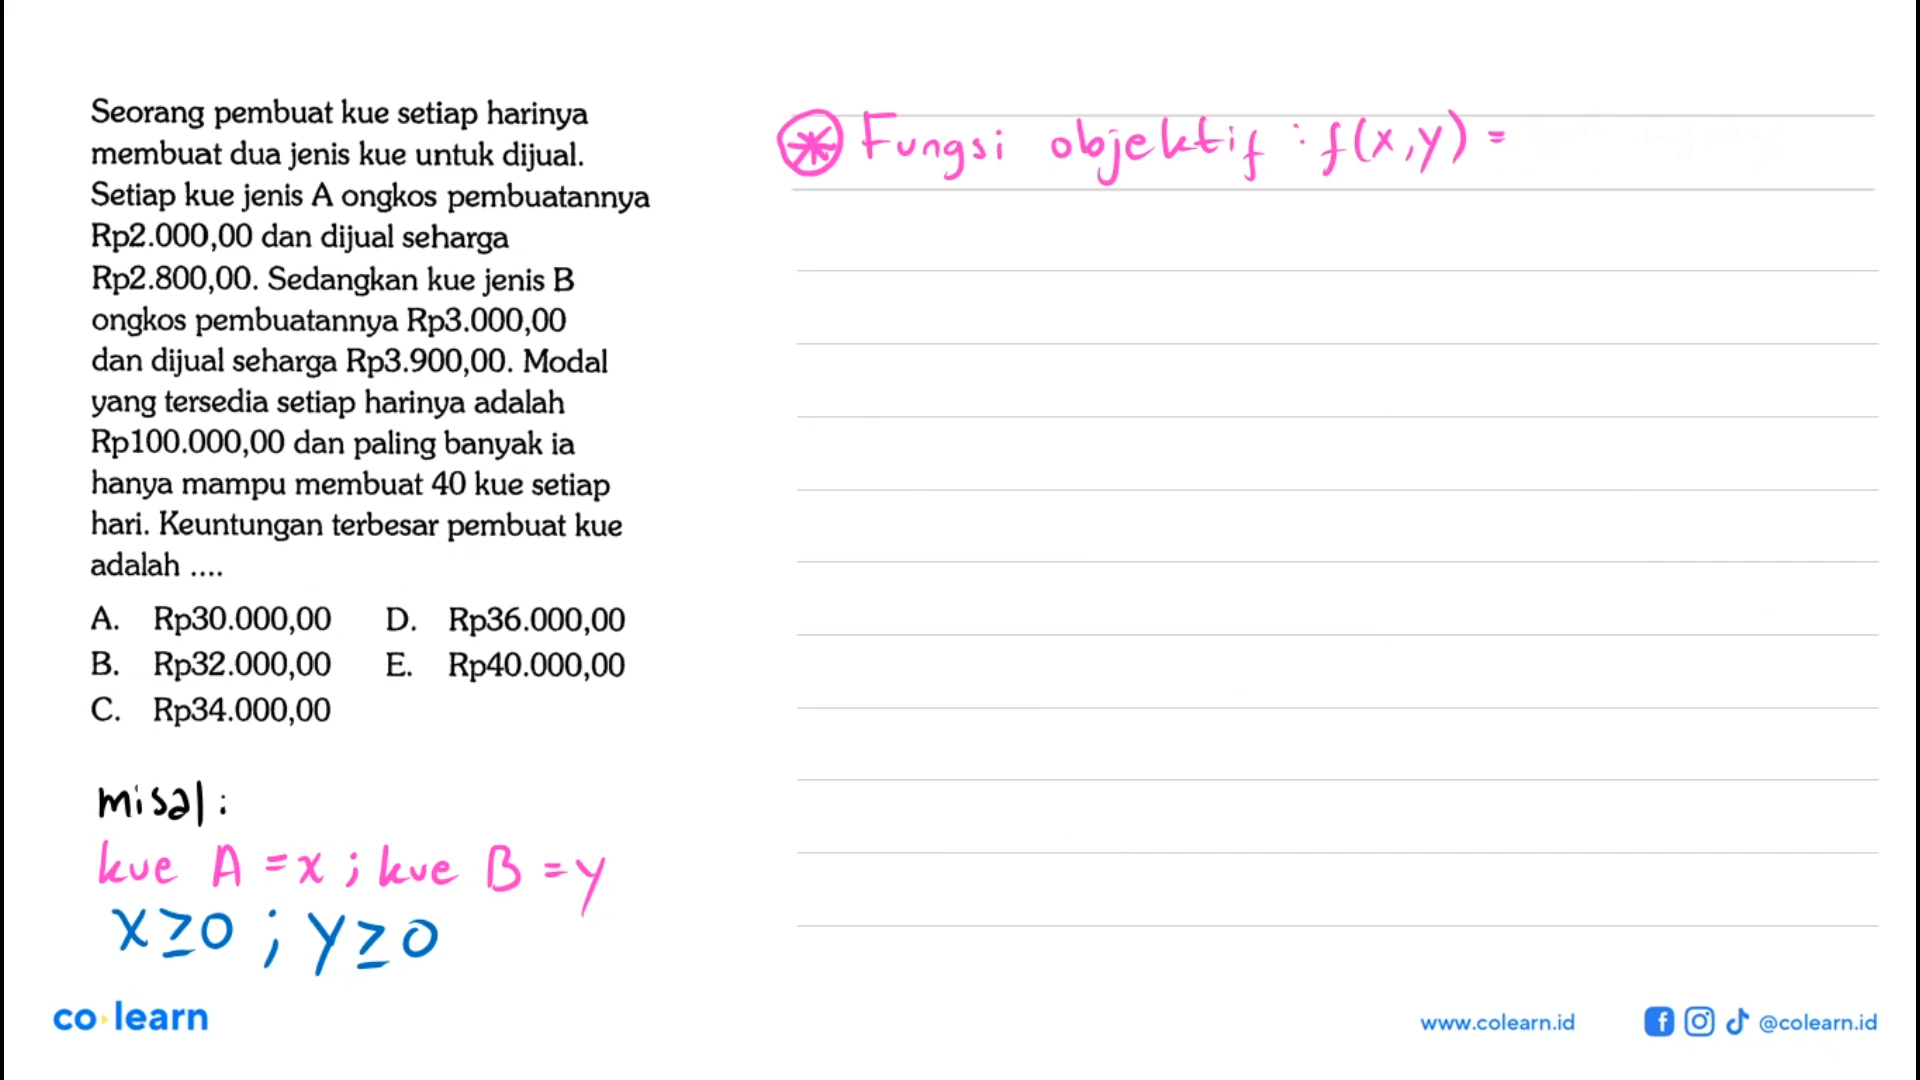 Seorang pembuat kue setiap harinya
membuat dua jenis kue untuk dijual.
Setiap kue jenis A ongkos pembuatannya
Rp2.000,00 dan dijual seharga
Rp2.800,00. Sedangkan kue jenis B
ongkos pembuatannya Rp3.000,00
dan dijual seharga Rp3.900,00. Modal
yang tersedia setiap harinya adalah
Rp100.000,00 dan paling banyak ia
hanya mampu membuat 40 kue setiap
hari. Keuntungan terbesar pembuat kue
adalah ....
A. Rp30.000,00 D. Rp36.000,00
B. Rp32.000,00 E. Rp40.000,00
C. Rp34.000,00
misal:
kue A = x ; kue B = y
x ≥ 0 ; y ≥ 0
* Fungsi objektif : f(x,y) =
co learn
www.colearn.id
@colearn.id